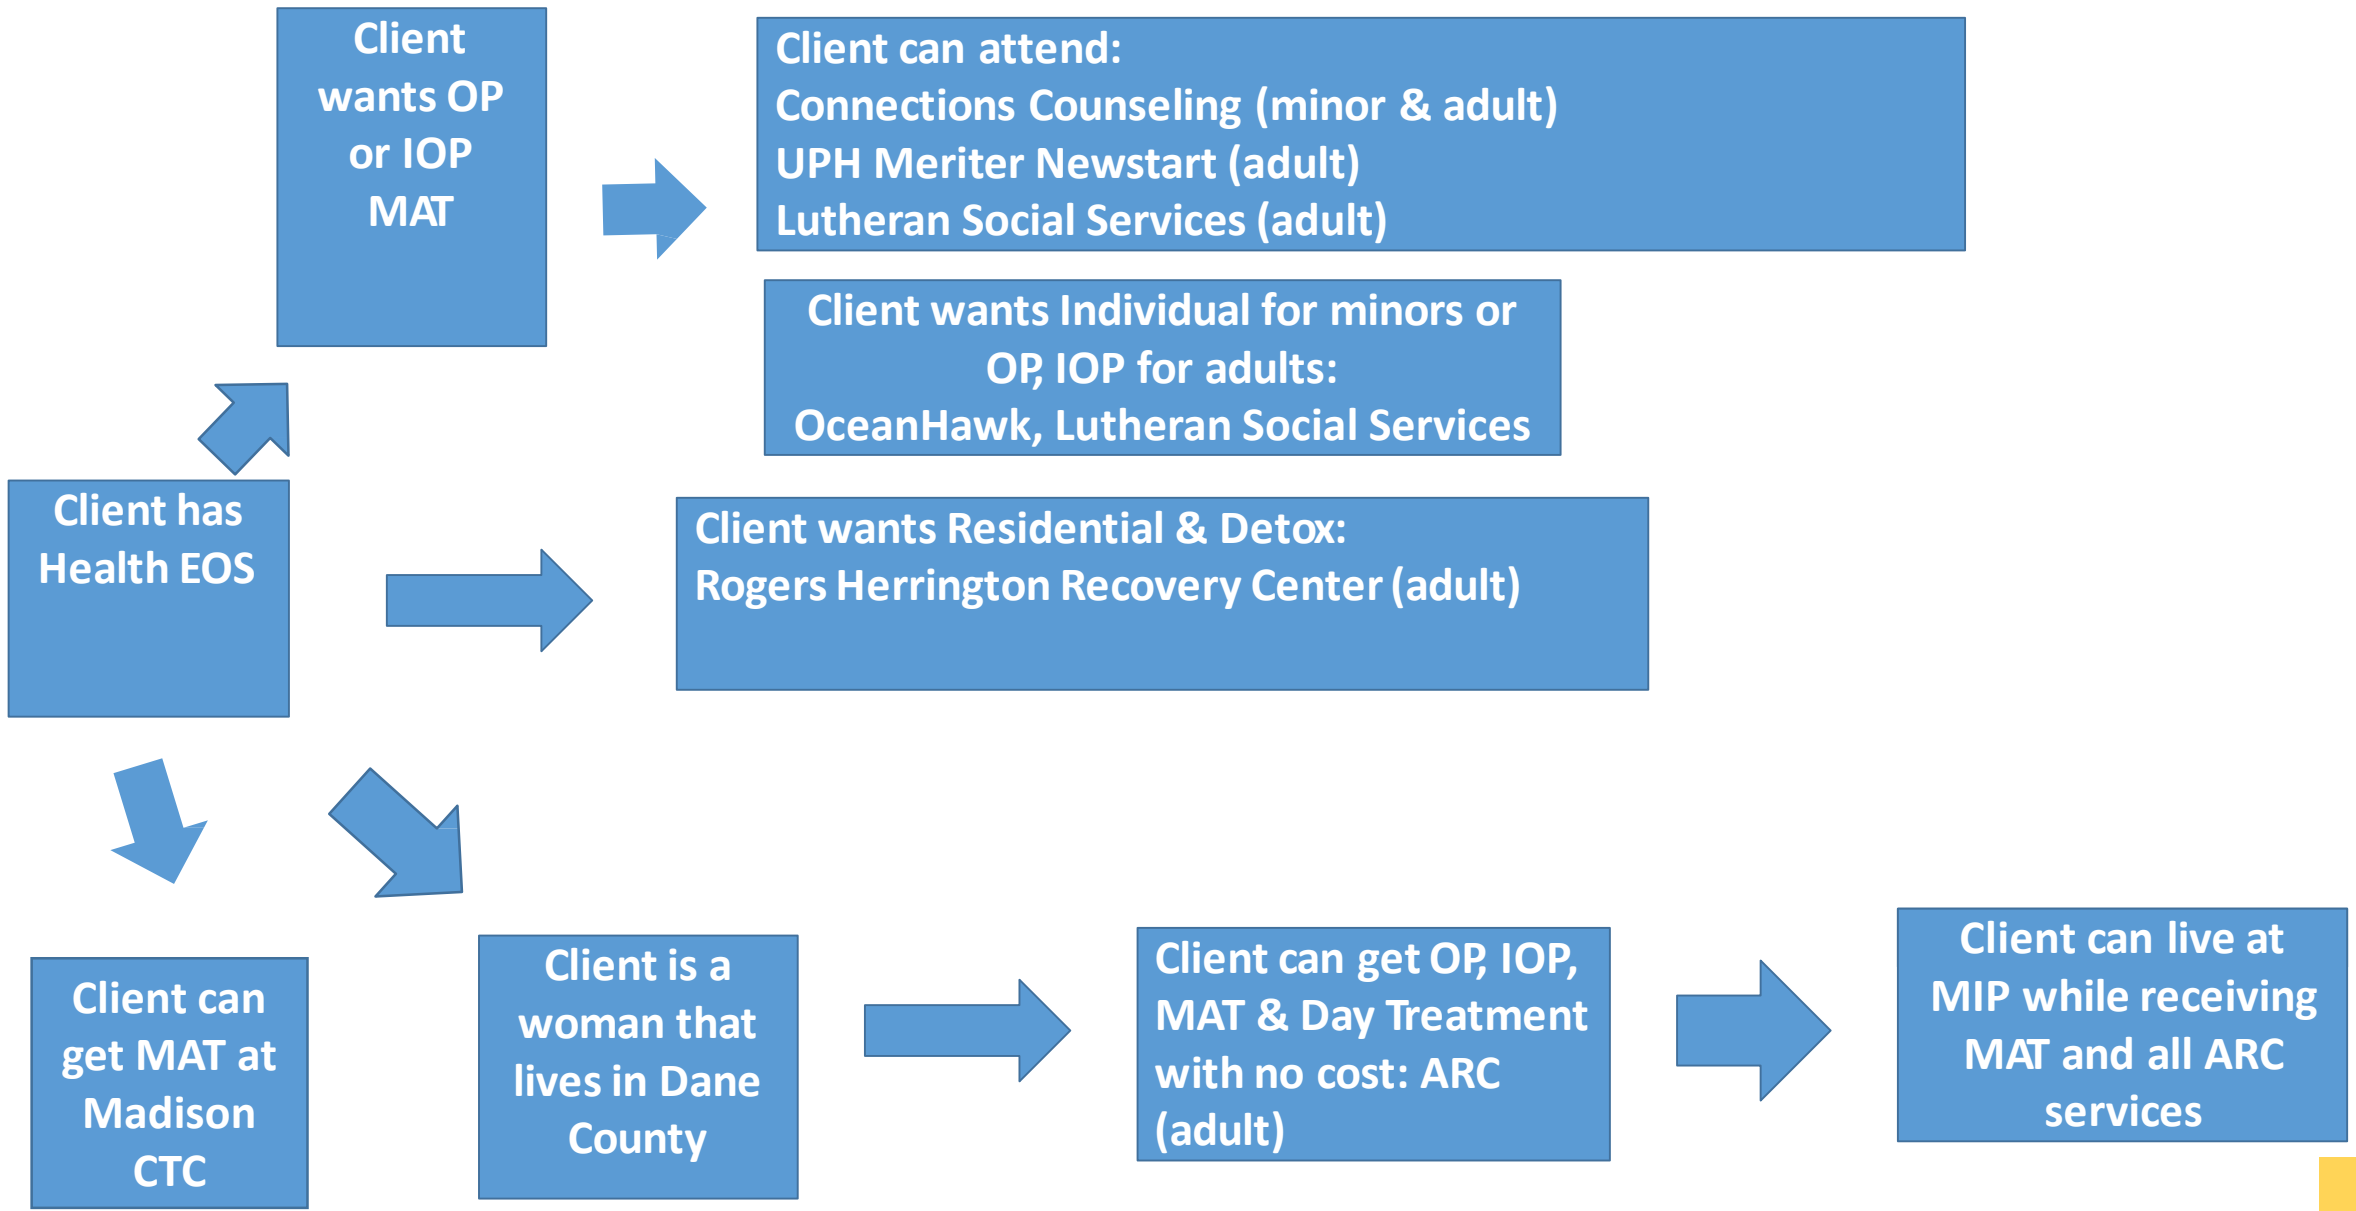 Client
wants OP
or IOP
MAT
Client can attend:
Connections Counseling (minor & adult)
UPH Meriter Newstart (adult)
Lutheran Social Services (adult)
Client wants Individual for minors or
OP, IOP for adults:
OceanHawk, Lutheran Social Services
Client has
Health EOS
Client wants Residential & Detox:
Rogers Herrington Recovery Center (adult)
Client can
get MAT at
Madison
CTC
Client is a
woman that
lives in Dane
County
Client can get OP, IOP,
MAT & Day Treatment
with no cost: ARC
(adult)
Client can live at
MIP while receiving
MAT and all ARC
services